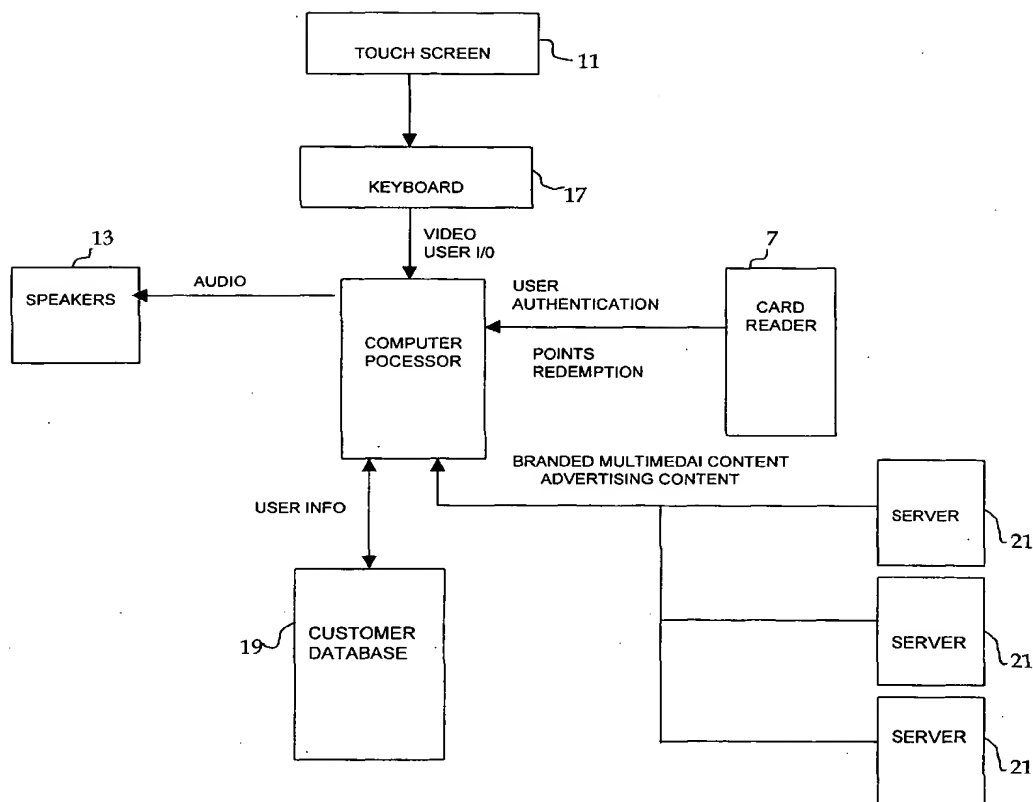 TOUCH SCREEN
11
KEYBOARD
17
VIDEO
USER I/0
13
SPEAKERS
AUDIO
COMPUTER
POCESSOR
USER
AUTHENTICATION
POINTS
REDEMPTION
7
CARD
READER
BRANDED MULTIMEDAI CONTENT
ADVERTISING CONTENT
USER INFO
19
CUSTOMER
DATABASE
SERVER
21
SERVER
21
SERVER
21